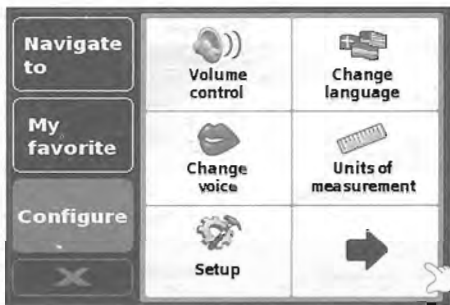 Navigate
to
My
favorite
Configure
Volume
control
Change
language
Change
voice
Units of
measurement
Setup